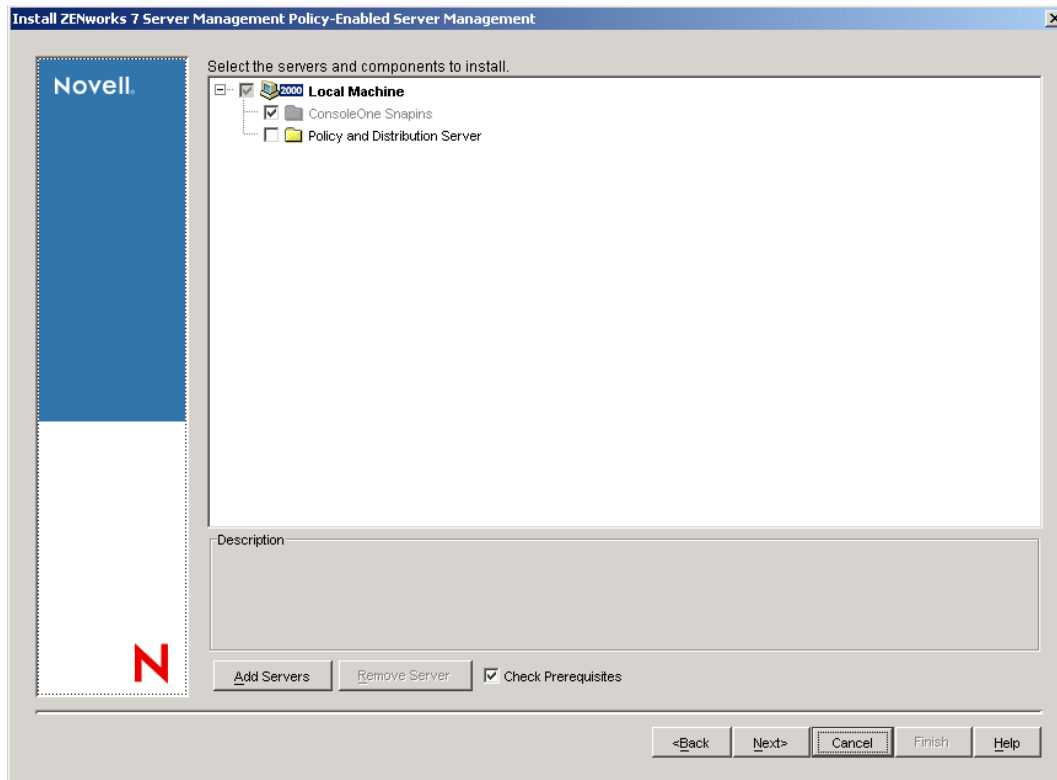 Install ZENworks 7 Server Management Policy-Enabled Server Management
Novell.
Select the servers and components to install.
2000 Local Machine
ConsoleOne Snapins
Policy and Distribution Server
Description
N
Add Servers Remove Server Check Prerequisites
<Back Next> Cancel Finish Help